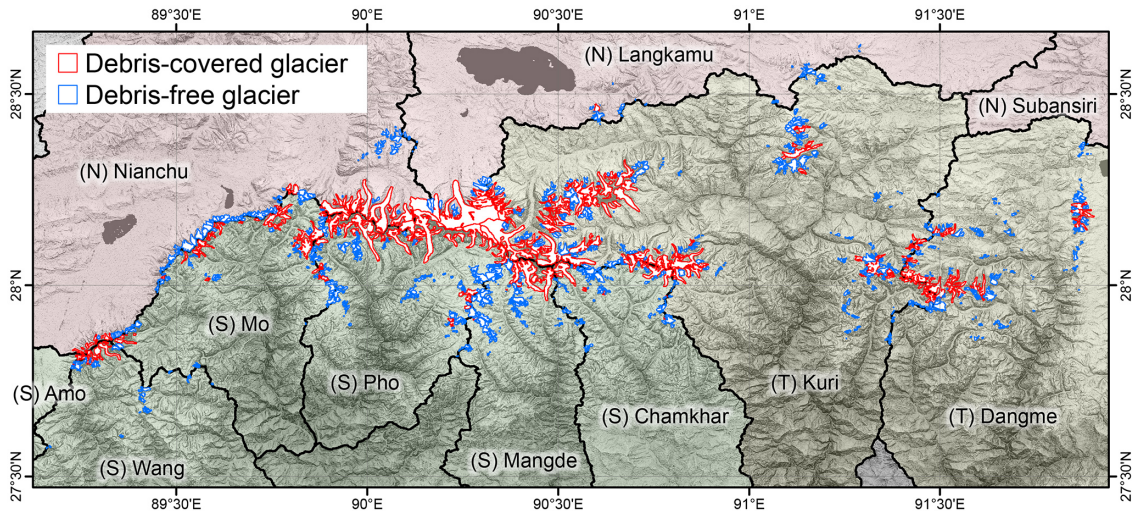 89°30'E 90°E 90°30'E 91°E 91°30'E
Debris-covered glacier
Debris-free glacier
(N) Langkamu
(N) Subansiri
(N) Nianchu
(S) Mo
(S) Amo
(S) Pho
(T) Kuri
(S) Chamkhar
(T) Dangme
(S) Wang
(S) Mangde
28°30'N
28°N
27°30'N
28°30'N
28°N
27°30'N
89°30'E 90°E 90°30'E 91°E 91°30'E